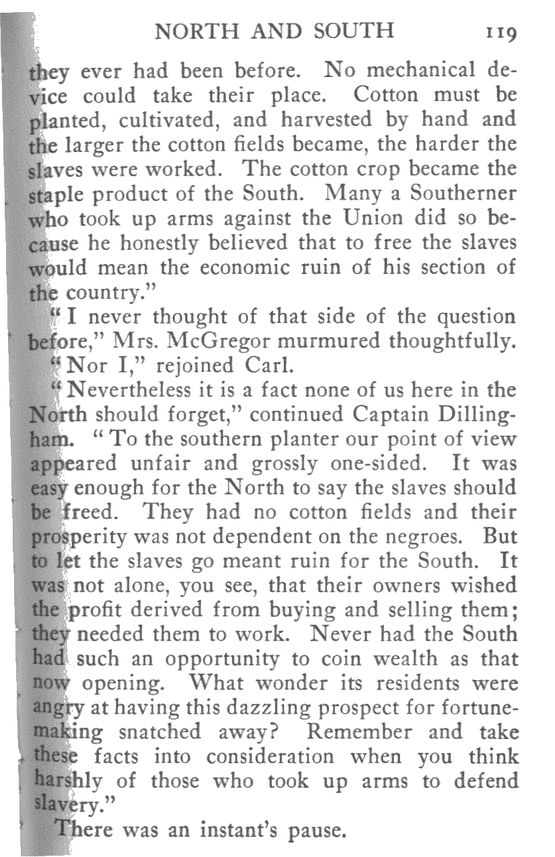 NORTH AND SOUTH 119
they ever had been before. No mechanical de-
vice could take their place. Cotton must be
planted, cultivated, and harvested by hand and
the larger the cotton fields became, the harder the
slaves were worked. The cotton crop became the
staple product of the South. Many a Southerner
who took up arms against the Union did so be-
cause he honestly believed that to free the slaves
would mean the economic ruin of his section of
the country.”
“I never thought of that side of the question
before,” Mrs. McGregor murmured thoughtfully.
“Nor I,” rejoined Carl.
“Nevertheless it is a fact none of us here in the
North should forget,” continued Captain Dilling-
ham. “To the southern planter our point of view
appeared unfair and grossly one-sided. It was
easy enough for the North to say the slaves should
be freed. They had no cotton fields and their
prosperity was not dependent on the negroes. But
to let the slaves go meant ruin for the South. It
was not alone, you see, that their owners wished
the profit derived from buying and selling them;
they needed them to work. Never had the South
had such an opportunity to coin wealth as that
now opening. What wonder its residents were
angry at having this dazzling prospect for fortune-
making snatched away? Remember and take
these facts into consideration when you think
harshly of those who took up arms to defend
slavery.”
There was an instant’s pause.